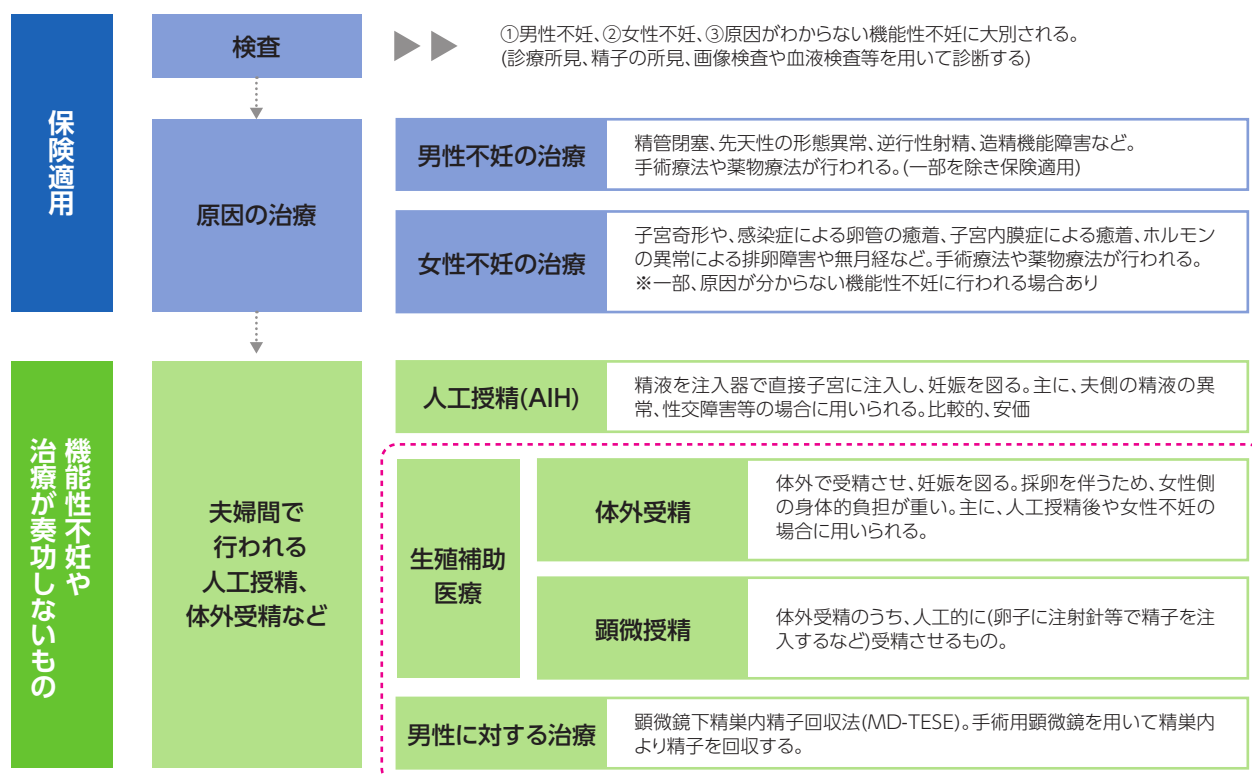 保険適用
検査
①男性不妊、②女性不妊、③原因がわからない機能性不妊に大別される。
(診療所見、精子の所見、画像検査や血液検査等を用いて診断する)
原因の治療
男性不妊の治療
精管閉塞、先天性の形態異常、逆行性射精、造精機能障害など。
手術療法や薬物療法が行われる。(一部を除き保険適用)
女性不妊の治療
子宮奇形や、感染症による卵管の癒着、子宮内膜症による癒着、ホルモン
の異常による排卵障害や無月経など。手術療法や薬物療法が行われる。
※一部、原因が分からない機能性不妊に行われる場合あり
機能性不妊や
治療が奏功しないもの
夫婦間で
行われる
人工授精、
体外受精など
人工授精(AIH)
精液を注入器で直接子宮に注入し、妊娠を図る。主に、夫側の精液の異
常、性交障害等の場合に用いられる。比較的、安価
生殖補助
医療
体外受精
体外で受精させ、妊娠を図る。採卵を伴うため、女性側
の身体的負担が重い。主に、人工授精後や女性不妊の
場合に用いられる。
顕微授精
体外受精のうち、人工的に(卵子に注射針等で精子を注
入するなど)受精させるもの。
男性に対する治療
顕微鏡下精巣内精子回収法(MD-TESE)。手術用顕微鏡を用いて精巣内
より精子を回収する。